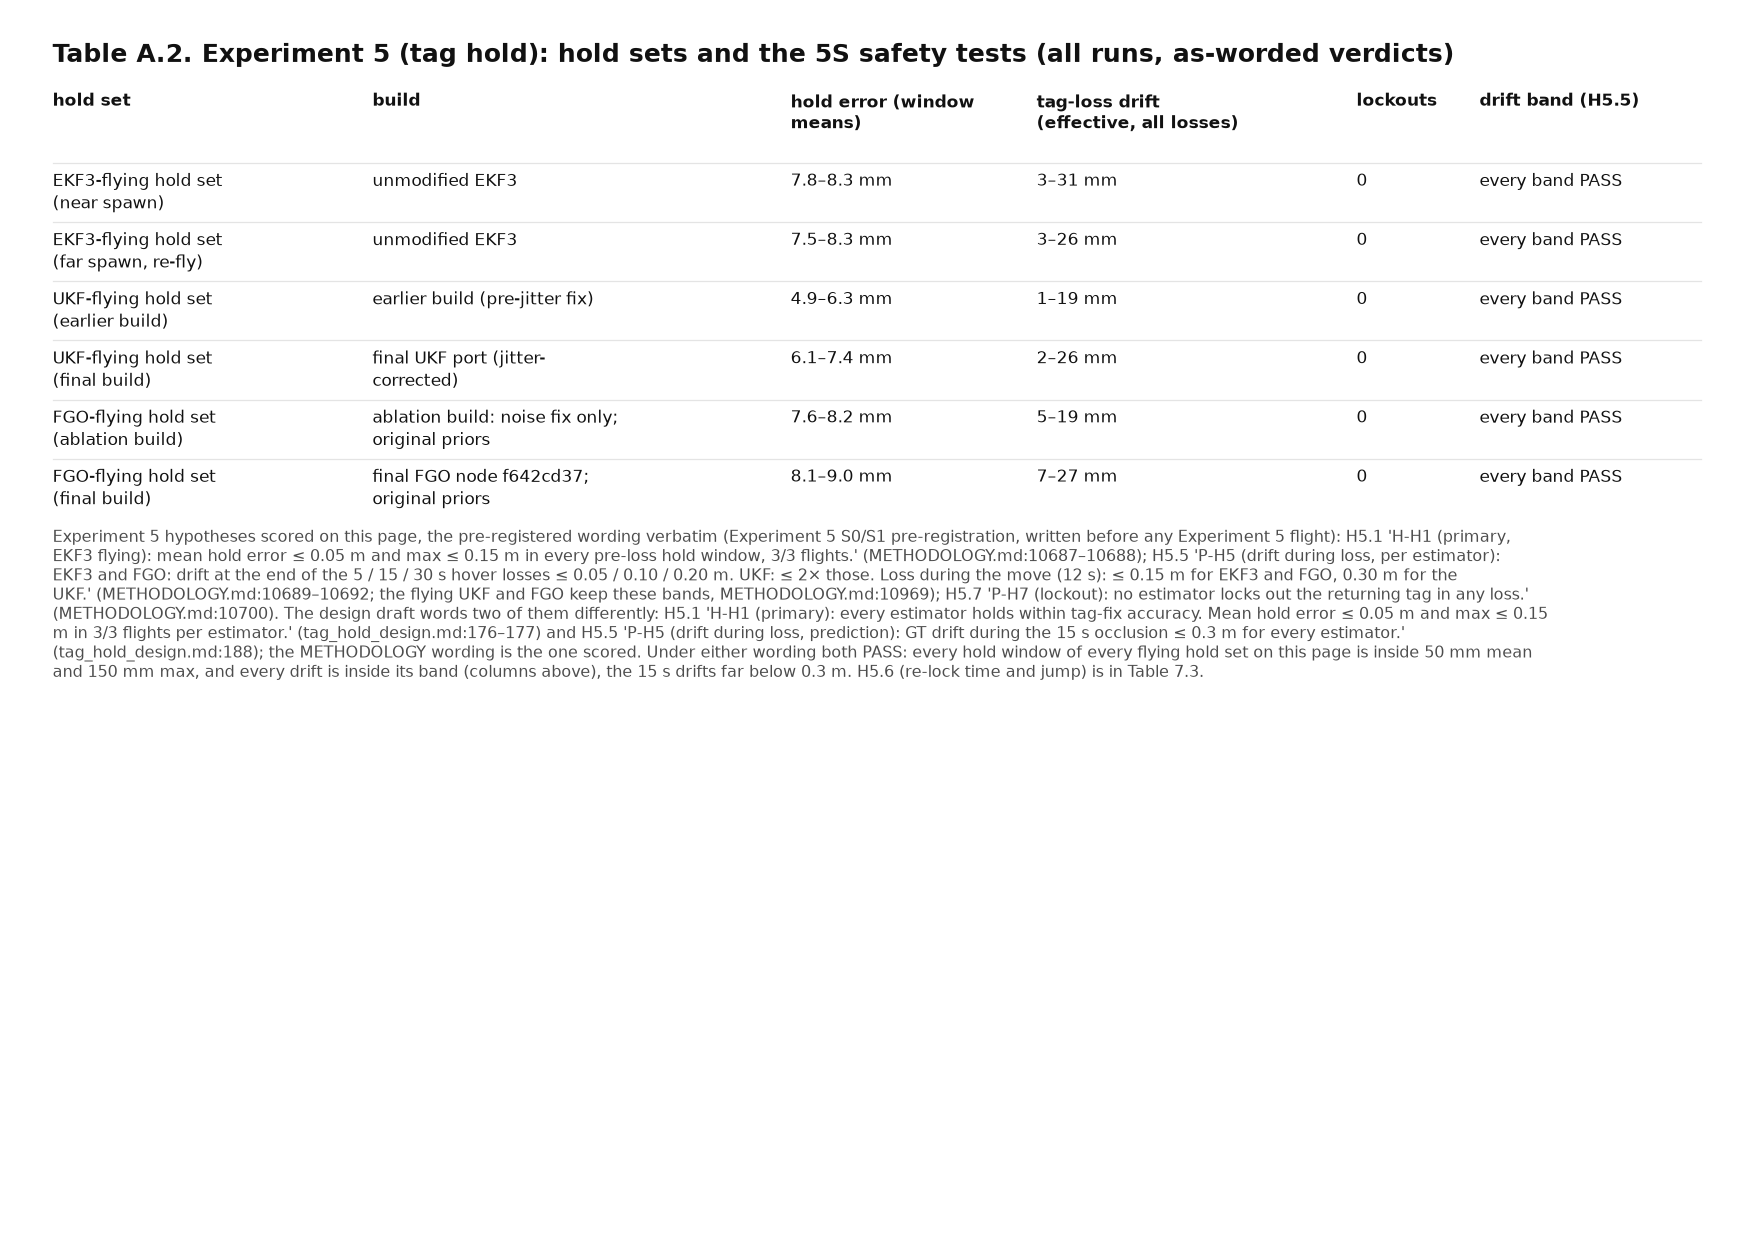 Table A.2. Experiment 5 (tag hold): hold sets and the 5S safety tests (all runs, as-worded verdicts)
hold set build hold error (window means) tag-loss drift (effective, all losses) lockouts drift band (H5.5)
EKF3-flying hold set (near spawn) unmodified EKF3 7.8–8.3 mm 3–31 mm 0 every band PASS
EKF3-flying hold set (far spawn, re-fly) unmodified EKF3 7.5–8.3 mm 3–26 mm 0 every band PASS
UKF-flying hold set (earlier build) earlier build (pre-jitter fix) 4.9–6.3 mm 1–19 mm 0 every band PASS
UKF-flying hold set (final build) final UKF port (jitter-corrected) 6.1–7.4 mm 2–26 mm 0 every band PASS
FGO-flying hold set (ablation build) ablation build: noise fix only; original priors 7.6–8.2 mm 5–19 mm 0 every band PASS
FGO-flying hold set (final build) final FGO node f642cd37; original priors 8.1–9.0 mm 7–27 mm 0 every band PASS
Experiment 5 hypotheses scored on this page, the pre-registered wording verbatim (Experiment 5 S0/S1 pre-registration, written before any Experiment 5 flight): H5.1 'H-H1 (primary,
EKF3 flying): mean hold error ≤ 0.05 m and max ≤ 0.15 m in every pre-loss hold window, 3/3 flights.' (METHODOLOGY.md:10687–10688); H5.5 'P-H5 (drift during loss, per estimator):
EKF3 and FGO: drift at the end of the 5 / 15 / 30 s hover losses ≤ 0.05 / 0.10 / 0.20 m. UKF: ≤ 2× those. Loss during the move (12 s): ≤ 0.15 m for EKF3 and FGO, 0.30 m for the
UKF.' (METHODOLOGY.md:10689–10692; the flying UKF and FGO keep these bands, METHODOLOGY.md:10969); H5.7 'P-H7 (lockout): no estimator locks out the returning tag in any loss.'
(METHODOLOGY.md:10700). The design draft words two of them differently: H5.1 'H-H1 (primary): every estimator holds within tag-fix accuracy. Mean hold error ≤ 0.05 m and max ≤ 0.15
m in 3/3 flights per estimator.' (tag_hold_design.md:176–177) and H5.5 'P-H5 (drift during loss, prediction): GT drift during the 15 s occlusion ≤ 0.3 m for every estimator.'
(tag_hold_design.md:188); the METHODOLOGY wording is the one scored. Under either wording both PASS: every hold window of every flying hold set on this page is inside 50 mm mean
and 150 mm max, and every drift is inside its band (columns above), the 15 s drifts far below 0.3 m. H5.6 (re-lock time and jump) is in Table 7.3.